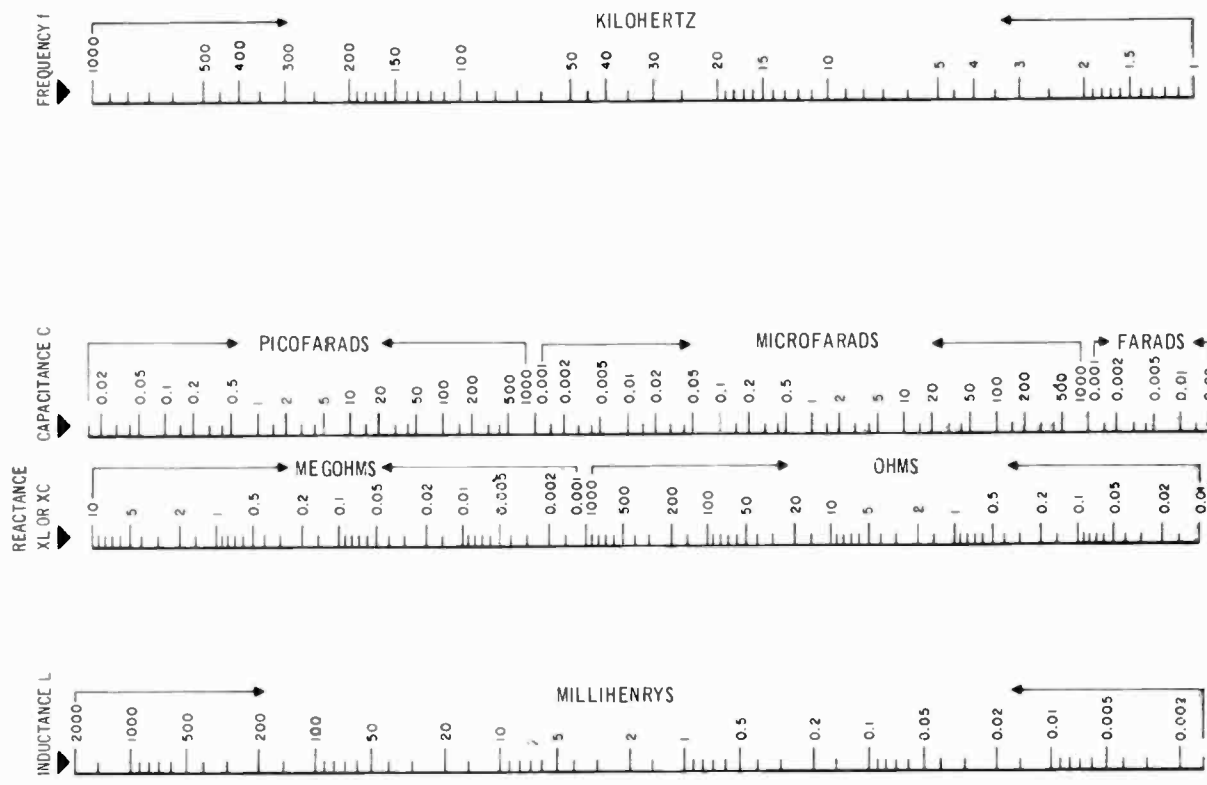 FREQUENCY f
KILOHERTZ
1000 500 400 300 200 150 100 50 40 30 20 15 10 5 4 3 2 1.5 1
CAPACITANCE C
PICOFARADS MICROFARADS FARADS
0.02 0.05 0.1 0.2 0.5 1 2 5 10 20 50 100 200 500 1000 0.001 0.002 0.005 0.01 0.02 0.05 0.1 0.2 0.5 1 2 5 10 20 50 100 200 500 1000 0.001 0.002 0.005 0.01
REACTANCE
XL OR XC
MEGOHMS OHMS
10 5 2 1 0.5 0.2 0.1 0.05 0.02 0.01 0.005 0.002 0.001 1000 500 200 100 50 20 10 5 2 1 0.5 0.2 0.1 0.05 0.02 0.01
INDUCTANCE L
MILLIHENRYS
2000 1000 500 200 100 50 20 10 5 2 1 0.5 0.2 0.1 0.05 0.02 0.01 0.005 0.002